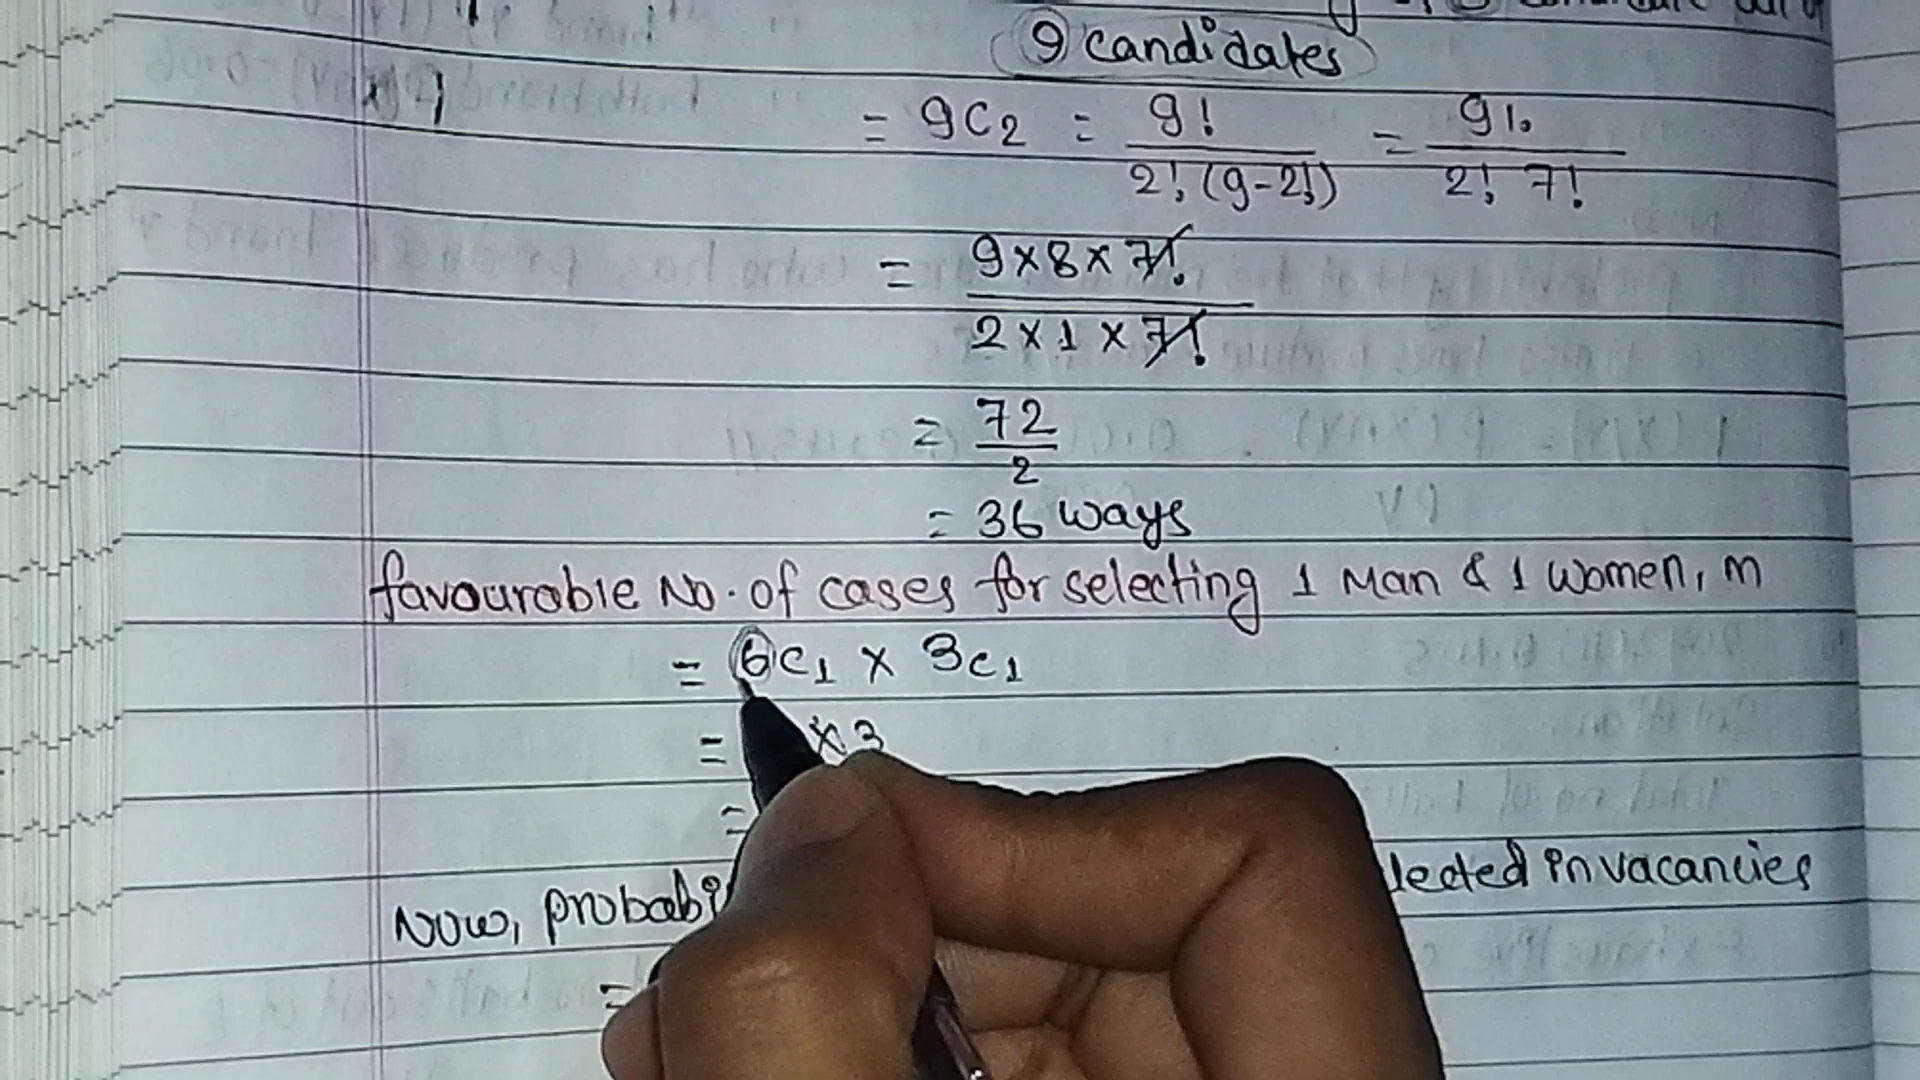 9 candidates
= 9C2 = 9! / 2! (9-2!) = 9! / 2! 7!
= 9 × 8 × 7! / 2 × 1 × 7!
= 72 / 2
= 36 ways
favourable No. of cases for selecting 1 Man & 1 Women, m
= 6C1 × 3C1
= ×3
=
Now, probabi lected in vacancies
=